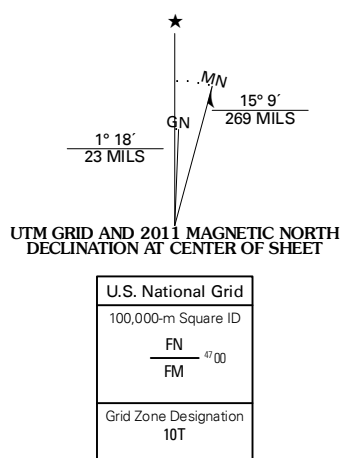 ★
MN
15° 9´
269 MILS
GN
1° 18´
23 MILS
UTM GRID AND 2011 MAGNETIC NORTH
DECLINATION AT CENTER OF SHEET
U.S. National Grid
100,000-m Square ID
FN
4700
FM
Grid Zone Designation
10T